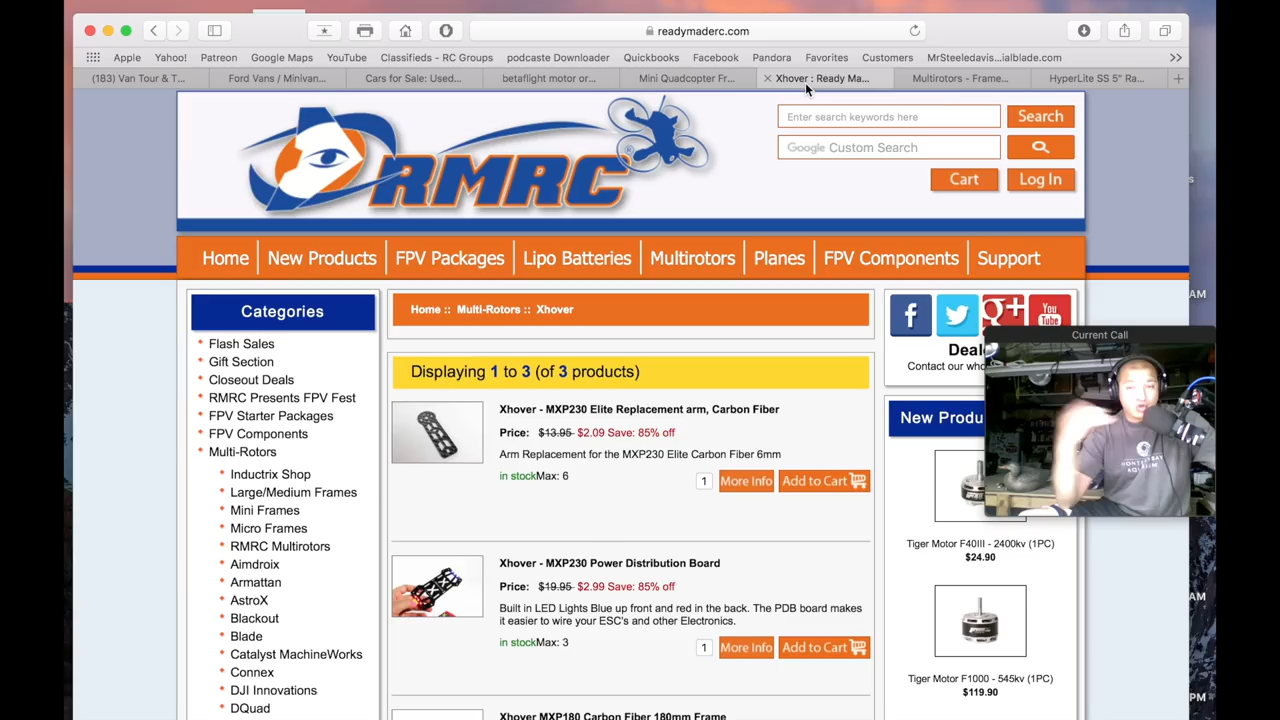 readymaderc.com
Apple
Yahoo!
Patreon
Google Maps
YouTube
Classifieds - RC Groups
podcaste Downloader
Quickbooks
Facebook
Pandora
Favorites
Customers
MrSteeledavis...ialblade.com
(183) Van Tour & T...
Ford Vans / Minivan...
Cars for Sale: Used...
betaflight motor or...
Mini Quadcopter Fr...
Xhover : Ready Ma...
Multirotors - Frame...
HyperLite SS 5" Ra...
RMRC®
Enter search keywords here
Search
Google Custom Search
Cart
Log In
Home
New Products
FPV Packages
Lipo Batteries
Multirotors
Planes
FPV Components
Support
Categories
Flash Sales
Gift Section
Closeout Deals
RMRC Presents FPV Fest
FPV Starter Parts
FPV Components
Multi-Rotors
Inductrix Shop
Large/Medium Frames
Mini Frames
Micro Frames
RMRC Multirotors
Aimdroix
Armattan
AstroX
Blackout
Blade
Catalyst MachineWorks
Connex
DJI Innovations
DQuad
Home :: Multi-Rotors :: Xhover
Displaying 1 to 3 (of 3 products)
Xhover - MXP230 Elite Replacement arm, Carbon Fiber
Price: $13.95 $2.09 Save: 85% off
Arm Replacement for the MXP230 Elite Carbon Fiber 6mm
in stockMax: 6
1
More Info
Add to Cart
Xhover - MXP230 Power Distribution Board
Price: $19.95 $2.99 Save: 85% off
Built in LED Lights Blue up front and red in the back. The PDB board makes
it easier to wire your ESC's and other Electronics.
in stockMax: 3
1
More Info
Add to Cart
Xhover MXP180 Carbon Fiber 180mm Frame
f
g+
You
Tube
Contact our
New
Current Call
MONTEREY BAY
AQUARIUM
Tiger Motor F40III - 2400kv (1PC)
$24.90
RMRC
Tiger Motor F1000 - 545kv (1PC)
$119.90
AM
AM
PM